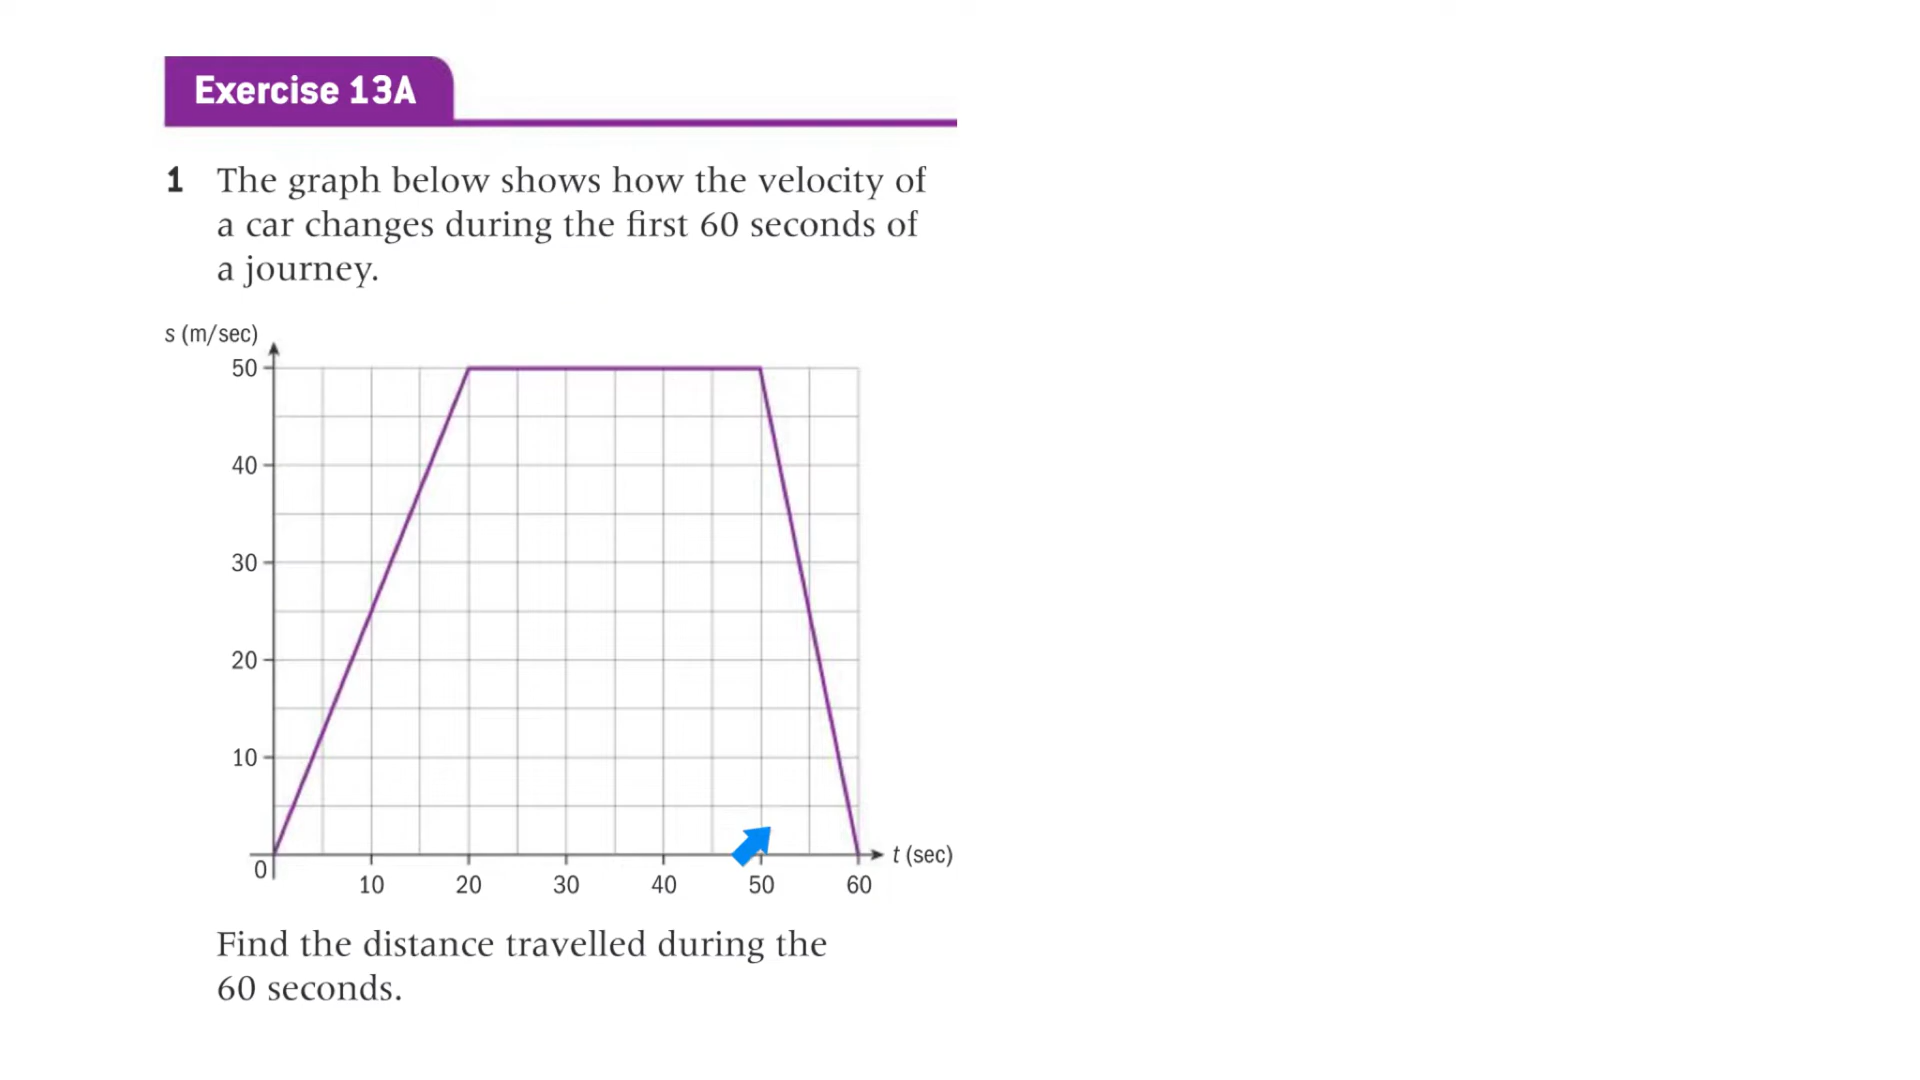 Exercise 13A
1 The graph below shows how the velocity of
a car changes during the first 60 seconds of
a journey.
s (m/sec)
50
40
30
20
10
0
10 20 30 40 50 60
t (sec)
Find the distance travelled during the
60 seconds.